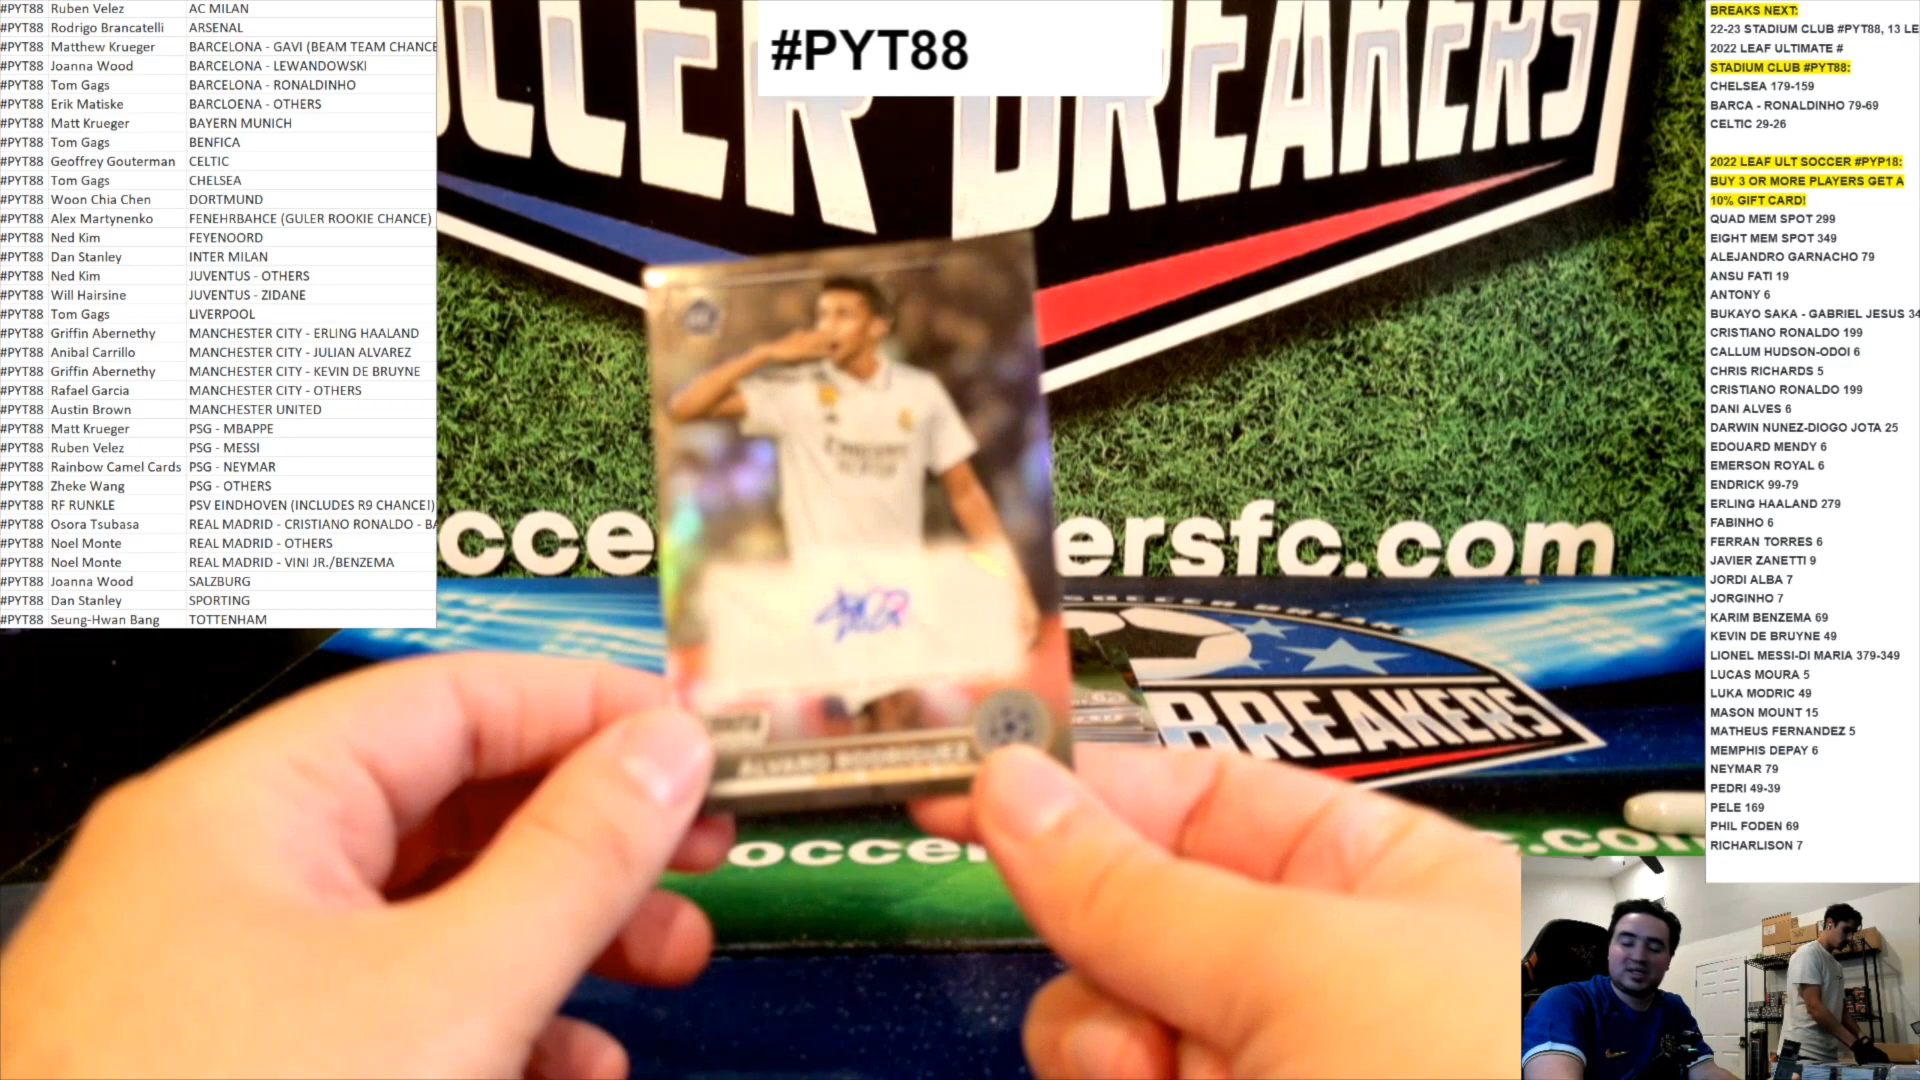 #PYT88 Ruben Velez AC MILAN
#PYT88 Rodrigo Brancatelli ARSENAL
#PYT88 Matthew Krueger BARCELONA - GAVI (BEAM TEAM CHANCE
#PYT88 Joanna Wood BARCELONA - LEWANDOWSKI
#PYT88 Tom Gags BARCELONA - RONALDINHO
#PYT88 Erik Matiske BARCLOENA - OTHERS
#PYT88 Matt Krueger BAYERN MUNICH
#PYT88 Tom Gags BENFICA
#PYT88 Geoffrey Gouterman CELTIC
#PYT88 Tom Gags CHELSEA
#PYT88 Woon Chia Chen DORTMUND
#PYT88 Alex Martynenko FENEHRBAHCE (GULER ROOKIE CHANCE)
#PYT88 Ned Kim FEYENOORD
#PYT88 Dan Stanley INTER MILAN
#PYT88 Ned Kim JUVENTUS - OTHERS
#PYT88 Will Hairsine JUVENTUS - ZIDANE
#PYT88 Tom Gags LIVERPOOL
#PYT88 Griffin Abernethy MANCHESTER CITY - ERLING HAALAND
#PYT88 Anibal Carrillo MANCHESTER CITY - JULIAN ALVAREZ
#PYT88 Griffin Abernethy MANCHESTER CITY - KEVIN DE BRUYNE
#PYT88 Rafael Garcia MANCHESTER CITY - OTHERS
#PYT88 Austin Brown MANCHESTER UNITED
#PYT88 Matt Krueger PSG - MBAPPE
#PYT88 Ruben Velez PSG - MESSI
#PYT88 Rainbow Camel Cards PSG - NEYMAR
#PYT88 Zheke Wang PSG - OTHERS
#PYT88 RF RUNKLE PSV EINDHOVEN (INCLUDES R9 CHANCE!)
#PYT88 Osora Tsubasa REAL MADRID - CRISTIANO RONALDO - BA
#PYT88 Noel Monte REAL MADRID - OTHERS
#PYT88 Noel Monte REAL MADRID - VINI JR./BENZEMA
#PYT88 Joanna Wood SALZBURG
#PYT88 Dan Stanley SPORTING
#PYT88 Seung-Hwan Bang TOTTENHAM
#PYT88
CCER BREAKERS
occe ersfc.com
BREAKERS
occe c.com
ALVARO RODRIGUEZ
BREAKS NEXT:
22-23 STADIUM CLUB #PYT88, 13 LE
2022 LEAF ULTIMATE #
STADIUM CLUB #PYT88:
CHELSEA 179-159
BARCA - RONALDINHO 79-69
CELTIC 29-26
2022 LEAF ULT SOCCER #PYP18:
BUY 3 OR MORE PLAYERS GET A
10% GIFT CARD!
QUAD MEM SPOT 299
EIGHT MEM SPOT 349
ALEJANDRO GARNACHO 79
ANSU FATI 19
ANTONY 6
BUKAYO SAKA - GABRIEL JESUS 34
CRISTIANO RONALDO 199
CALLUM HUDSON-ODOI 6
CHRIS RICHARDS 5
CRISTIANO RONALDO 199
DANI ALVES 6
DARWIN NUNEZ-DIOGO JOTA 25
EDOUARD MENDY 6
EMERSON ROYAL 6
ENDRICK 99-79
ERLING HAALAND 279
FABINHO 6
FERRAN TORRES 6
JAVIER ZANETTI 9
JORDI ALBA 7
JORGINHO 7
KARIM BENZEMA 69
KEVIN DE BRUYNE 49
LIONEL MESSI-DI MARIA 379-349
LUCAS MOURA 5
LUKA MODRIC 49
MASON MOUNT 15
MATHEUS FERNANDEZ 5
MEMPHIS DEPAY 6
NEYMAR 79
PEDRI 49-39
PELE 169
PHIL FODEN 69
RICHARLISON 7